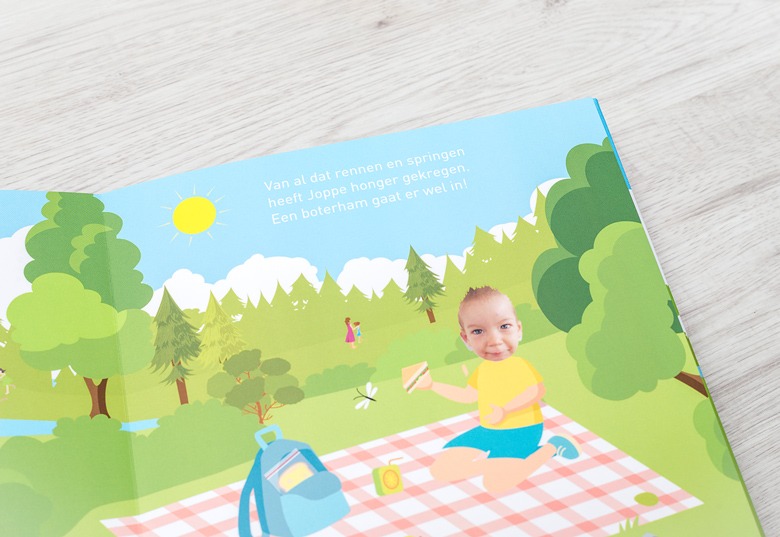 Van al dat rennen en springen
heeft Joppe honger gekregen.
Een boterham gaat er wel in!